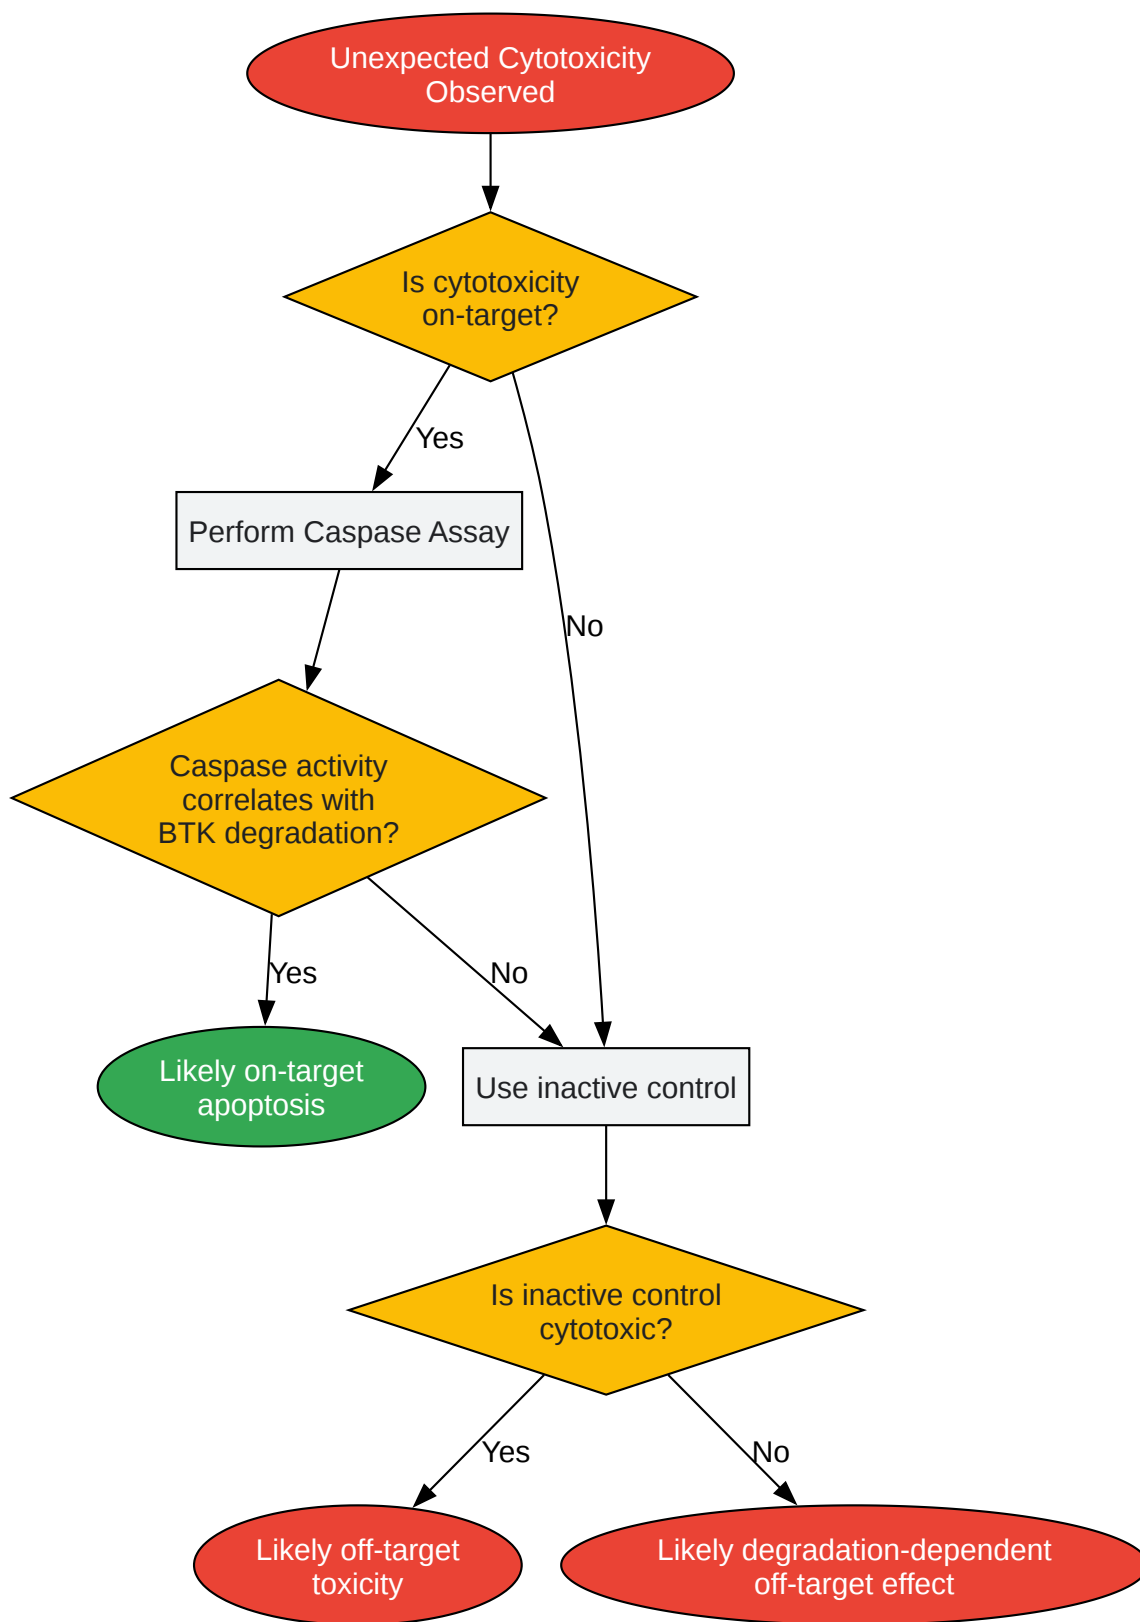 Unexpected Cytotoxicity
Observed
Is cytotoxicity
on-target?
Yes
Perform Caspase Assay
No
Caspase activity
correlates with
BTK degradation?
Yes
No
Likely on-target
apoptosis
Use inactive control
Is inactive control
cytotoxic?
Yes
No
Likely off-target
toxicity
Likely degradation-dependent
off-target effect